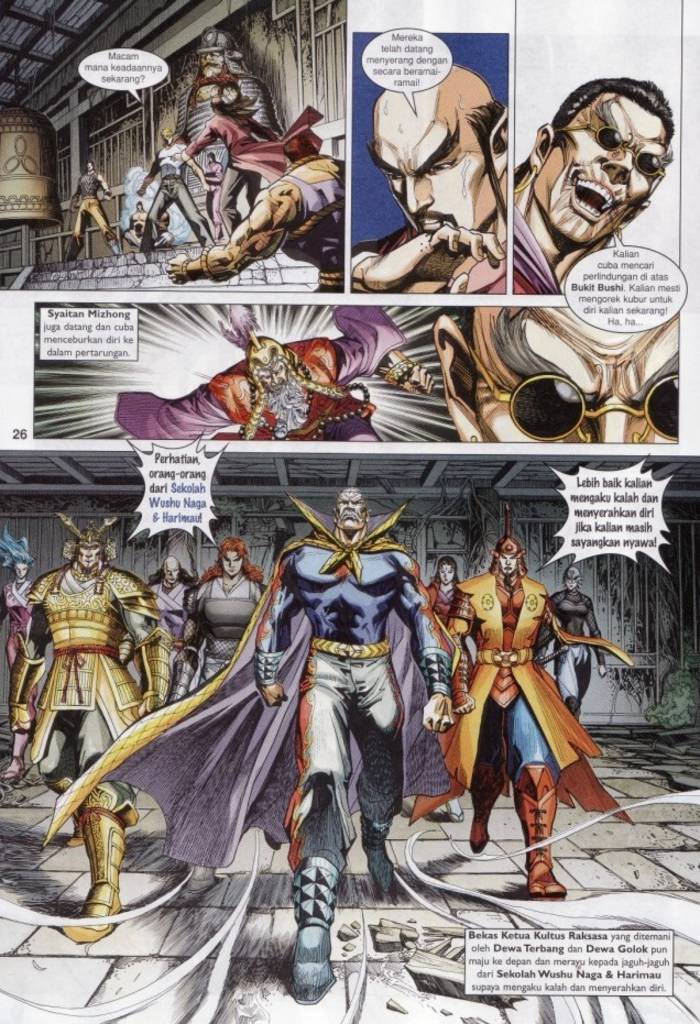 Macam
mana keadaannya
sekarang?
Mereka
telah datang
menyerang dengan
secara beramai-
ramai!
Kalian
cuba mencari
perlindungan di atas
Bukit Bushi. Kalian mesti
mengorek kubur untuk
diri kalian sekarang!
Ha, ha...
Syaitan Mizhong
juga datang dan cuba
menceburkan diri ke
dalam pertarungan.
26
Perhatian,
orang-orang
dari Sekolah
Wushu Naga
& Harimau!
Lebih baik kalian
mengaku kalah dan
menyerahkan diri
jika kalian masih
sayangkan nyawa!
Bekas Ketua Kultus Raksasa yang ditemani
oleh Dewa Terbang dan Dewa Golok pun
maju ke depan dan merayu kepada jaguh-jaguh
dari Sekolah Wushu Naga & Harimau
supaya mengaku kalah dan menyerahkan diri.